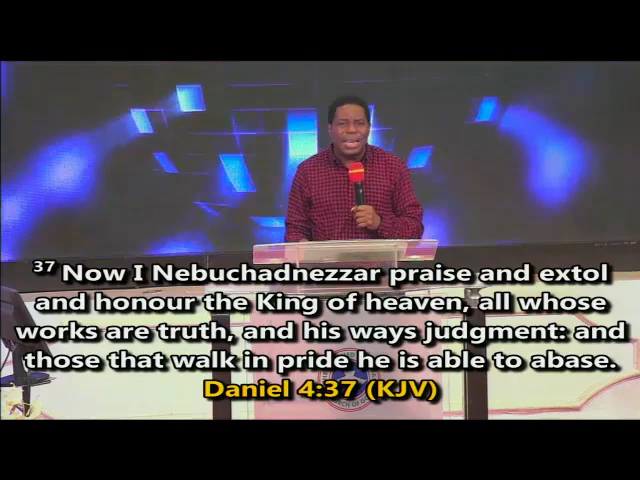 37 Now I Nebuchadnezzar praise and extol
and honour the King of heaven, all whose
works are truth, and his ways judgment: and
those that walk in pride he is able to abase.
Daniel 4:37 (KJV)